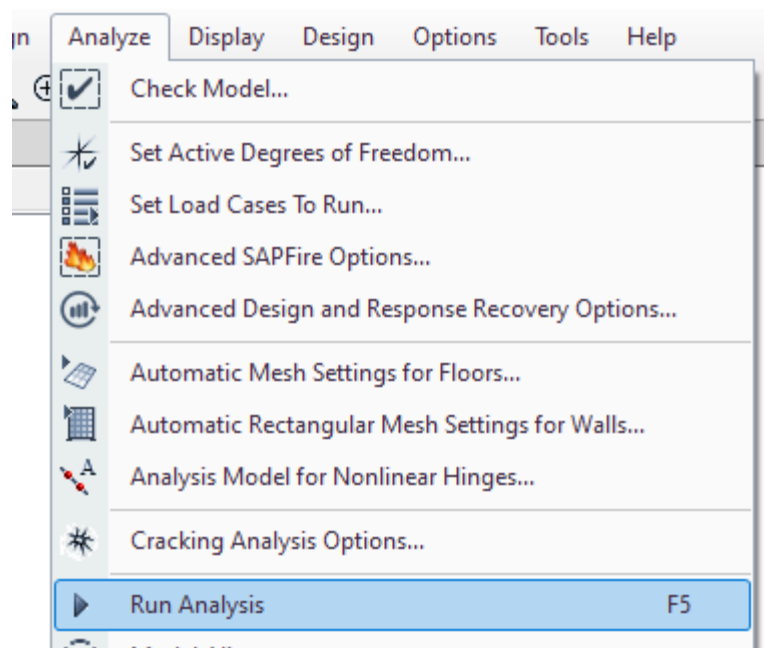 Analyze Display Design Options Tools Help
Check Model...
Set Active Degrees of Freedom...
Set Load Cases To Run...
Advanced SAPFire Options...
Advanced Design and Response Recovery Options...
Automatic Mesh Settings for Floors...
Automatic Rectangular Mesh Settings for Walls...
A
Analysis Model for Nonlinear Hinges...
Cracking Analysis Options...
Run Analysis F5